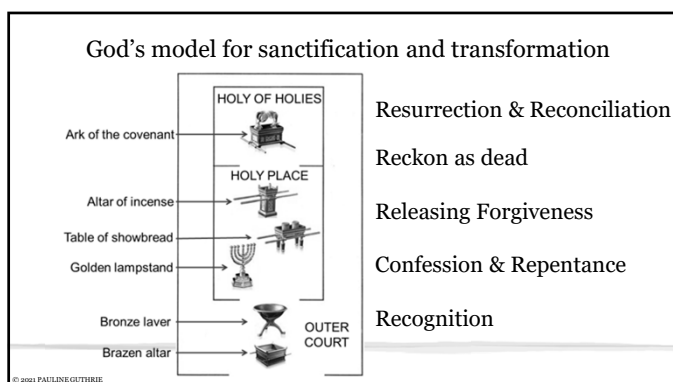 God’s model for sanctification and transformation
HOLY OF HOLIES
Ark of the covenant
HOLY PLACE
Altar of incense
Table of showbread
Golden lampstand
Bronze laver
OUTER
COURT
Brazen altar
Resurrection & Reconciliation
Reckon as dead
Releasing Forgiveness
Confession & Repentance
Recognition
© 2021 PAULINE GUTHRIE